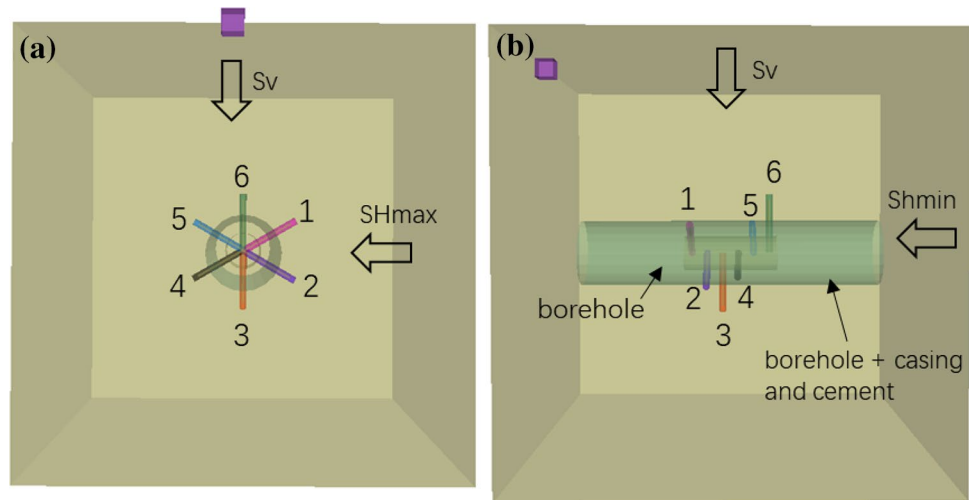 (a)
Sv
6
5
1
SHmax
4
2
3
(b)
Sv
6
1
5
Shmin
borehole
2
4
3
borehole + casing
and cement